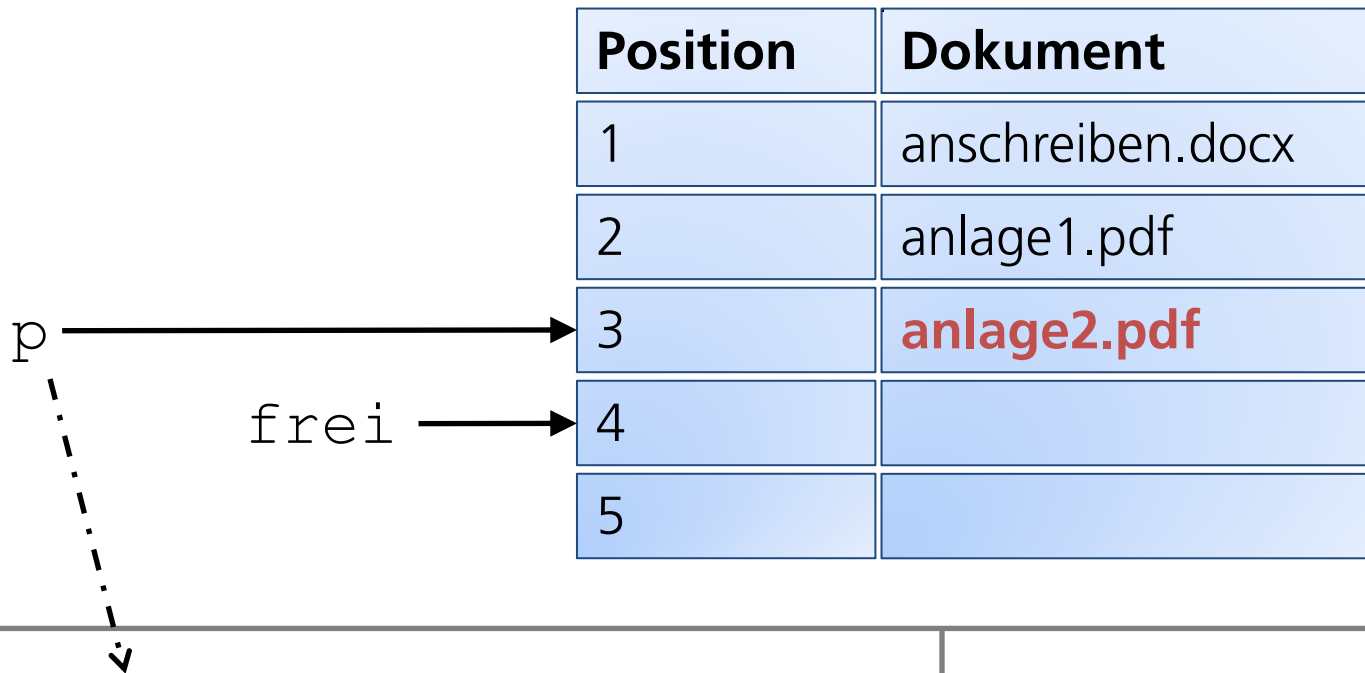 Position Dokument
1 anschreiben.docx
2 anlage1.pdf
p 3 anlage2.pdf
frei 4
5